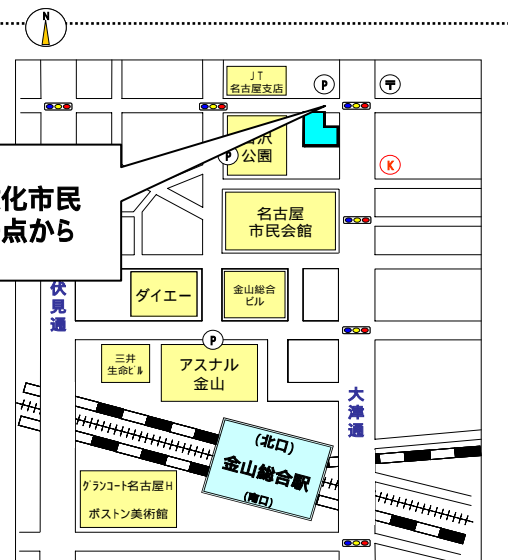 N
JT
名古屋支店
P
〒
沢
公園
P
K
化市民
点から
名古屋
市民会館
伏見通
ダイエー
金山総合
ビル
P
三井
生命ビル
アスナル
金山
大津通
(北口)
金山総合駅
(南口)
グランコート名古屋H
ボストン美術館